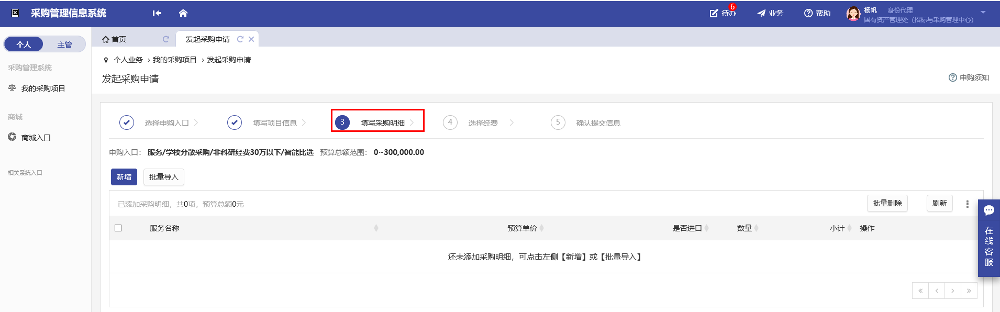 采购管理信息系统
待办 6
业务
帮助
杨帆 身份代理
国有资产管理处（招标与采购管理中心）
个人 主管
首页
发起采购申请
采购管理系统
我的采购项目
商城
商城入口
相关系统入口
个人业务 › 我的采购项目 › 发起采购申请
发起采购申请
申购须知
选择申购入口
填写项目信息
3 填写采购明细
4 选择经费
5 确认提交信息
申购入口： 服务/学校分散采购/非科研经费30万以下/智能比选 预算总额范围： 0~300,000.00
新增 批量导入
已添加采购明细，共0项，预算总额0元
批量删除 刷新
服务名称 预算单价 是否进口 数量 小计 操作
还未添加采购明细，可点击左侧【新增】或【批量导入】
« ‹ › »
在线客服